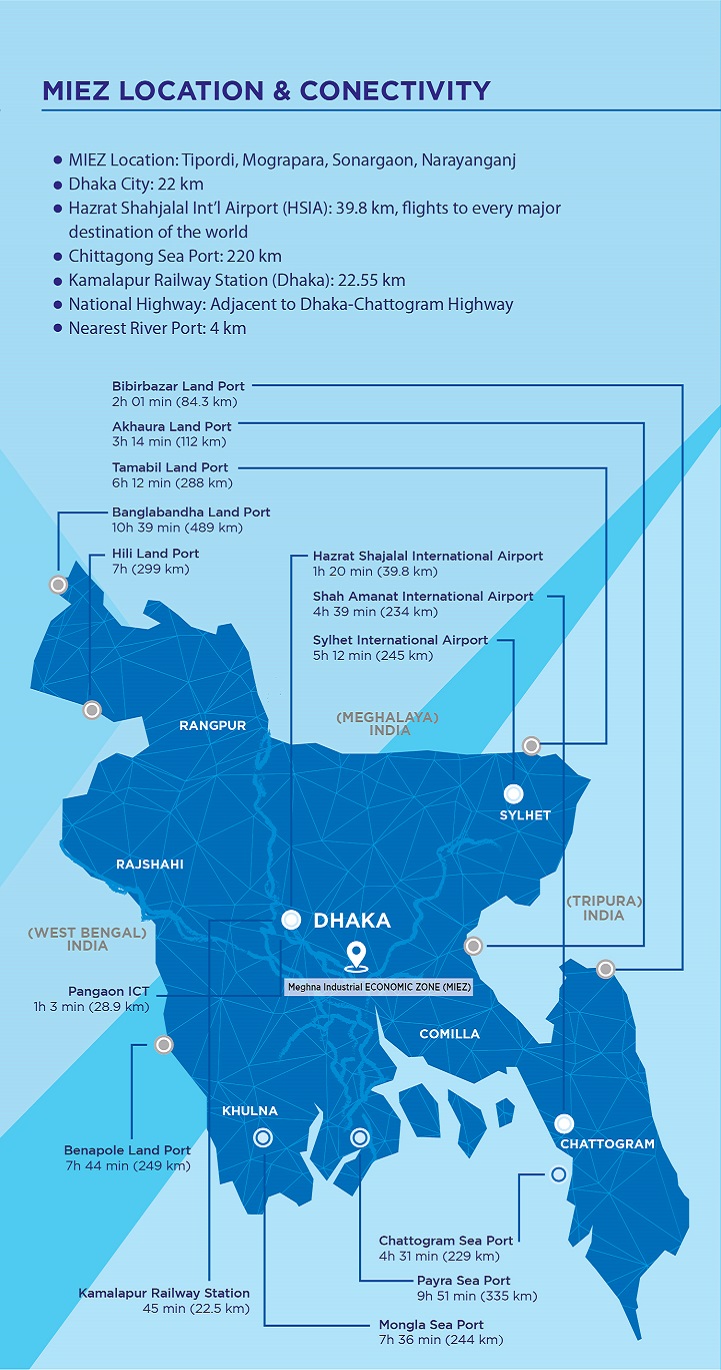 MIEZ LOCATION & CONECTIVITY
● MIEZ Location: Tipordi, Mograpara, Sonargaon, Narayanganj
● Dhaka City: 22 km
● Hazrat Shahjalal Int'l Airport (HSIA): 39.8 km, flights to every major
destination of the world
● Chittagong Sea Port: 220 km
● Kamalapur Railway Station (Dhaka): 22.55 km
● National Highway: Adjacent to Dhaka-Chattogram Highway
● Nearest River Port: 4 km
Bibirbazar Land Port
2h 01 min (84.3 km)
Akhaura Land Port
3h 14 min (112 km)
Tamabil Land Port
6h 12 min (288 km)
Banglabandha Land Port
10h 39 min (489 km)
Hili Land Port
7h (299 km)
Hazrat Shajalal International Airport
1h 20 min (39.8 km)
Shah Amanat International Airport
4h 39 min (234 km)
Sylhet International Airport
5h 12 min (245 km)
(MEGHALAYA)
INDIA
RANGPUR
SYLHET
RAJSHAHI
(TRIPURA)
INDIA
DHAKA
(WEST BENGAL)
INDIA
Meghna Industrial ECONOMIC ZONE (MIEZ)
Pangaon ICT
1h 3 min (28.9 km)
COMILLA
KHULNA
CHATTOGRAM
Benapole Land Port
7h 44 min (249 km)
Chattogram Sea Port
4h 31 min (229 km)
Payra Sea Port
9h 51 min (335 km)
Kamalapur Railway Station
45 min (22.5 km)
Mongla Sea Port
7h 36 min (244 km)